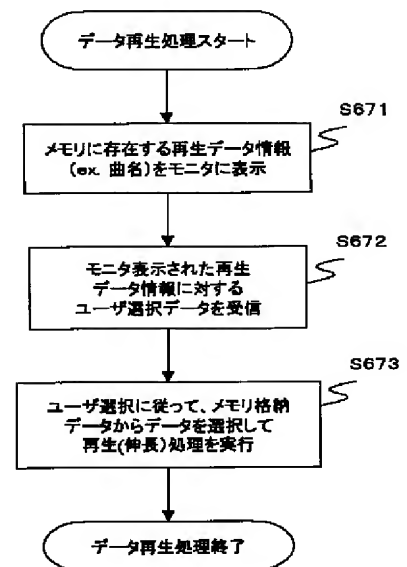 データ再生処理スタート
S671
メモリに存在する再生データ情報
(ex. 曲名)をモニタに表示
S672
モニタ表示された再生
データ情報に対する
ユーザ選択データを受信
S673
ユーザ選択に従って、メモリ格納
データからデータを選択して
再生(伸長)処理を実行
データ再生処理終了